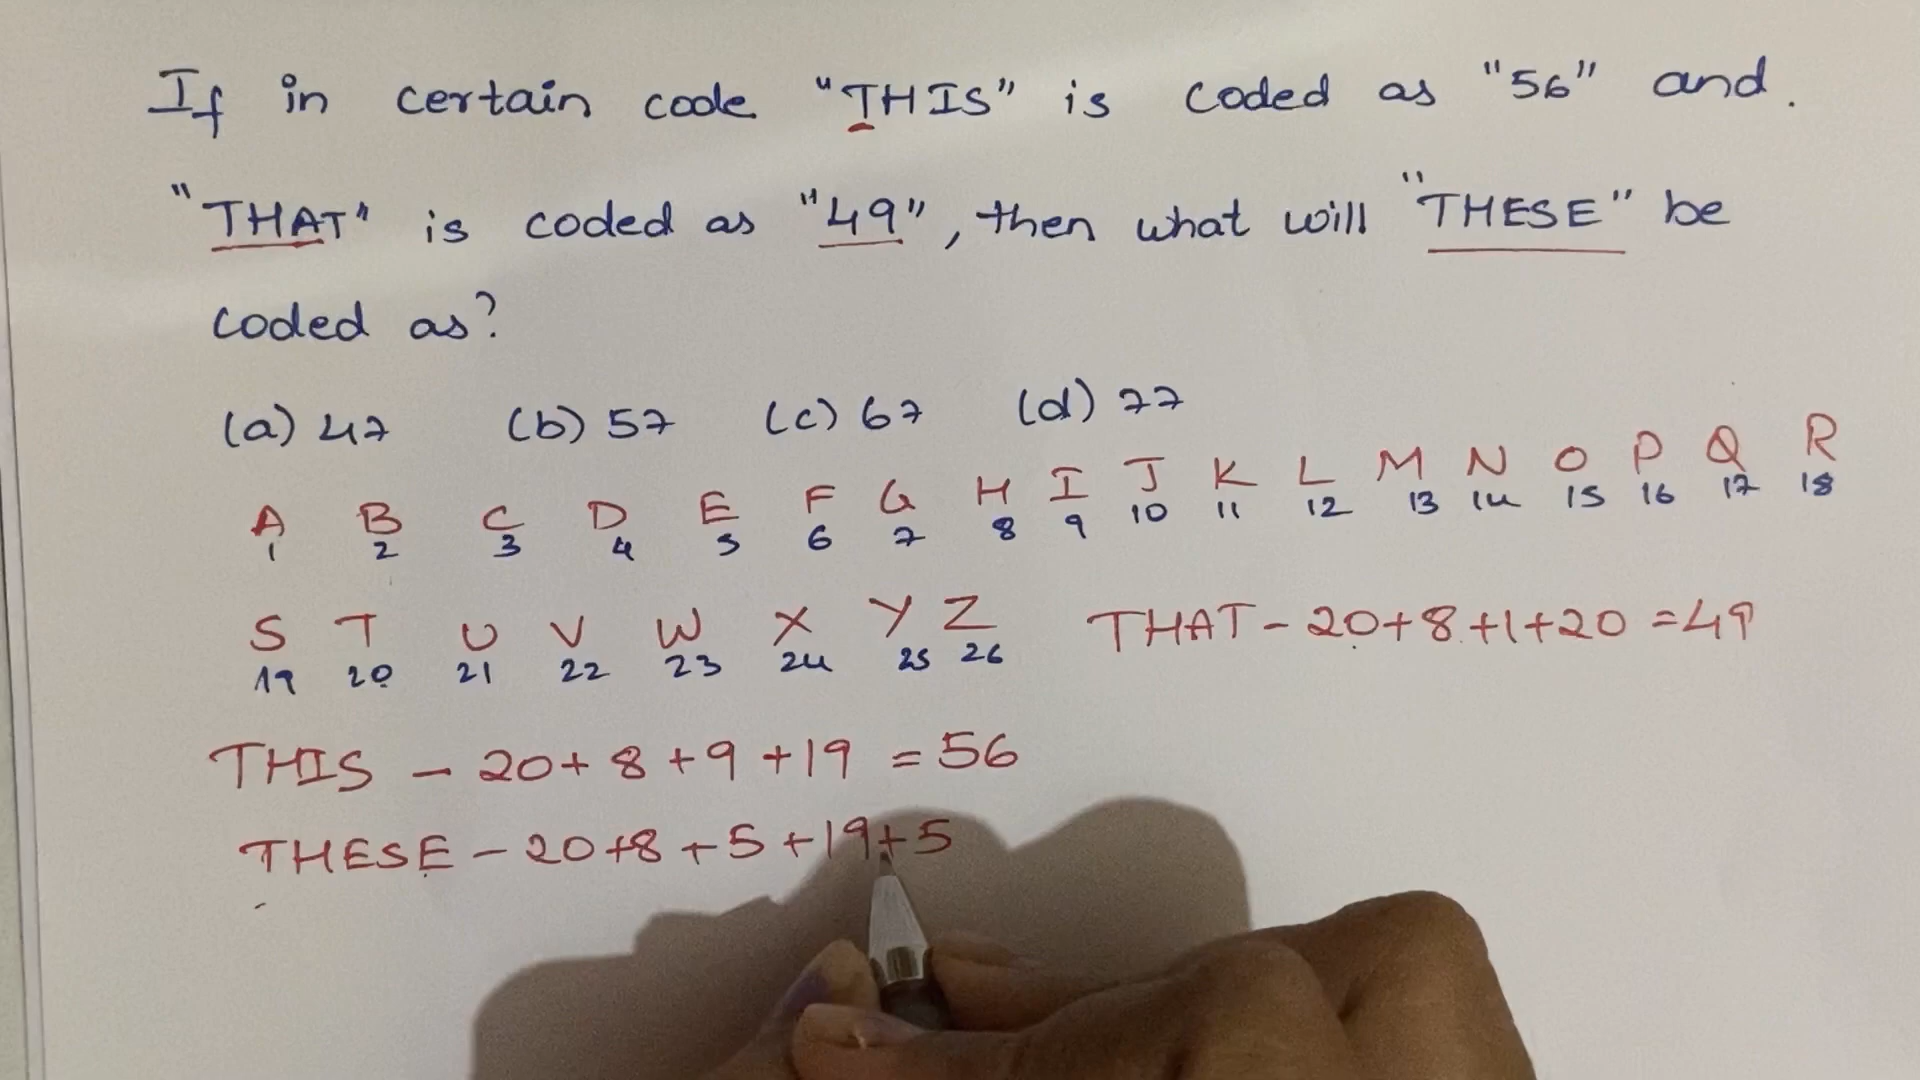 If in certain code "THIS" is coded as "56" and.
"THAT" is coded as "49", then what will "THESE" be
coded as?
(a) 47 (b) 57 (c) 67 (d) 77
A B C D E F G H I J K L M N O P Q R
1 2 3 4 5 6 7 8 9 10 11 12 13 14 15 16 17 18
S T U V W X Y Z THAT - 20+8+1+20 = 49
19 20 21 22 23 24 25 26
THIS - 20+8+9+19 = 56
THESE - 20+8+5+19+5